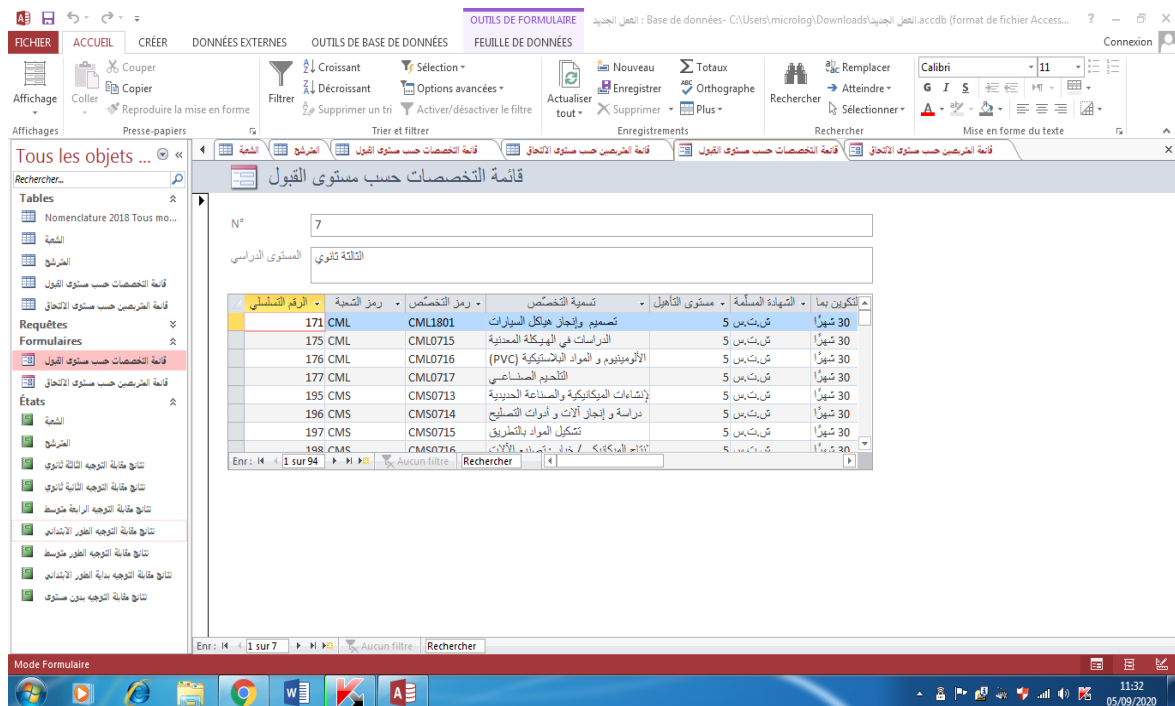 OUTILS DE FORMULAIRE
العمل الجديد : Base de données- C:\Users\microlog\Downloads\العمل الجديد.accdb (format de fichier Access...
FICHIER ACCUEIL CRÉER DONNÉES EXTERNES OUTILS DE BASE DE DONNÉES FEUILLE DE DONNÉES Connexion
Couper
Copier
Reproduire la mise en forme
Affichage Coller
Filtrer
Croissant
Décroissant
Supprimer un tri
Sélection
Options avancées
Activer/désactiver le filtre
Actualiser tout
Nouveau
Enregistrer
Supprimer
Totaux
Orthographe
Plus
Rechercher
Remplacer
Atteindre
Sélectionner
Calibri 11
G I S
Affichages Presse-papiers Trier et filtrer Enregistrements Rechercher Mise en forme du texte
الشعبة المترشح قائمة التخصصات حسب مستوى القبول قائمة المتربصين حسب مستوى الالتحاق قائمة التخصصات حسب مستوى القبول قائمة المتربصين حسب مستوى الالتحاق
Tous les objets ...
Rechercher...
Tables
Nomenclature 2018 Tous mo...
الشعبة
المترشح
قائمة التخصصات حسب مستوى القبول
قائمة المتربصين حسب مستوى الالتحاق
Requêtes
Formulaires
قائمة التخصصات حسب مستوى القبول
قائمة المتربصين حسب مستوى الالتحاق
États
الشعبة
المترشح
نتائج مقابلة التوجيه الثالثة ثانوي
نتائج مقابلة التوجيه الثانية ثانوي
نتائج مقابلة التوجيه الرابعة متوسط
نتائج مقابلة التوجيه الطور الابتدائي
نتائج مقابلة التوجيه الطور متوسط
نتائج مقابلة التوجيه بداية الطور الابتدائي
نتائج مقابلة التوجيه بدون مستوى
قائمة التخصصات حسب مستوى القبول
N° 7
المستوى الدراسي الثالثة ثانوي
الرقم التسلسلي رمز الشعبة رمز التخصّص تسمية التخصّص مستوى التأهيل الشهادة المسلّمة التكوين بما
171 CML CML1801 تصميم وإنجاز هياكل السيارات 5 ش.ت.س 30 شهرًا
175 CML CML0715 الدراسات في الهيكلة المعدنية 5 ش.ت.س 30 شهرًا
176 CML CML0716 الألومينيوم و المواد البلاستيكية (PVC) 5 ش.ت.س 30 شهرًا
177 CML CML0717 التلحيم الصنـاعـي 5 ش.ت.س 30 شهرًا
195 CMS CMS0713 لإنشاءات الميكانيكية والصناعة الحديدية 5 ش.ت.س 30 شهرًا
196 CMS CMS0714 دراسة و إنجاز آلات و أدوات التصليح 5 ش.ت.س 30 شهرًا
197 CMS CMS0715 تشكيل المواد بالتطريق 5 ش.ت.س 30 شهرًا
198 CMS CMS0716 5 ش.ت.س 30 شهرًا
Enr : 1 sur 94 Aucun filtre Rechercher
Enr : 1 sur 7 Aucun filtre Rechercher
Mode Formulaire
11:32
05/09/2020